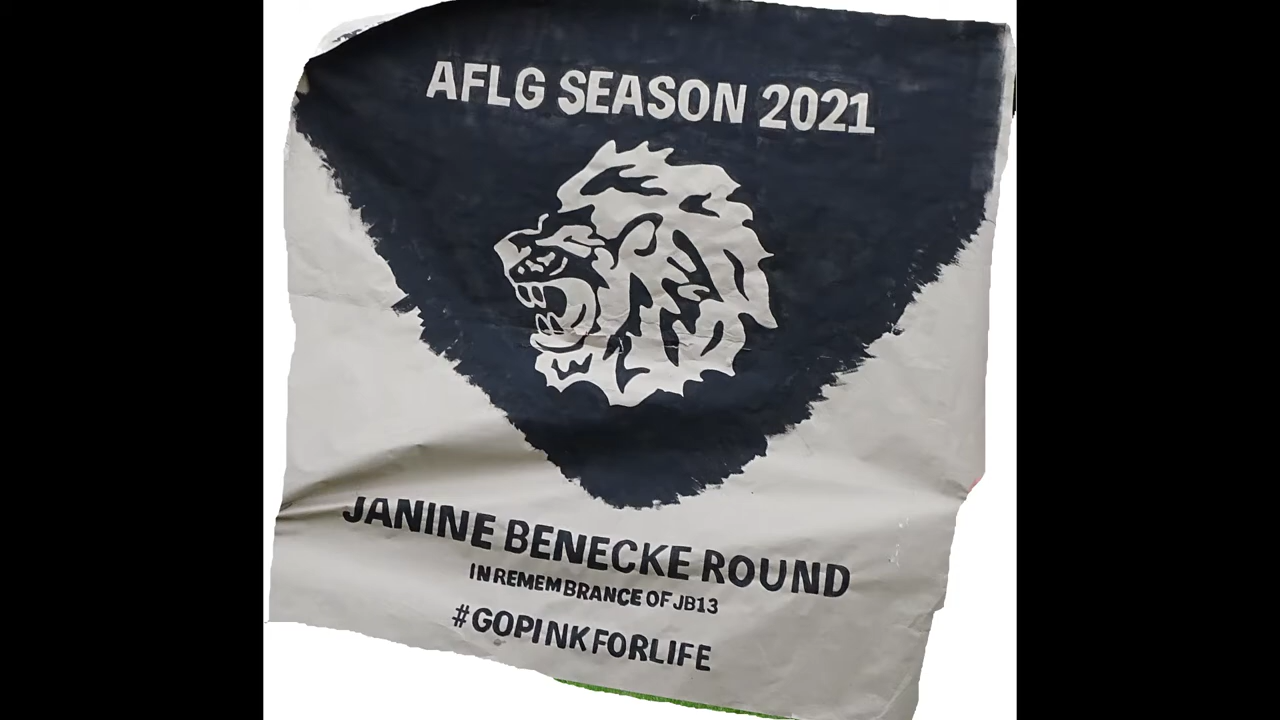 AFLG SEASON 2021
JANINE BENECKE ROUND
IN REMEMBRANCE OF JB13
#GOPINKFORLIFE